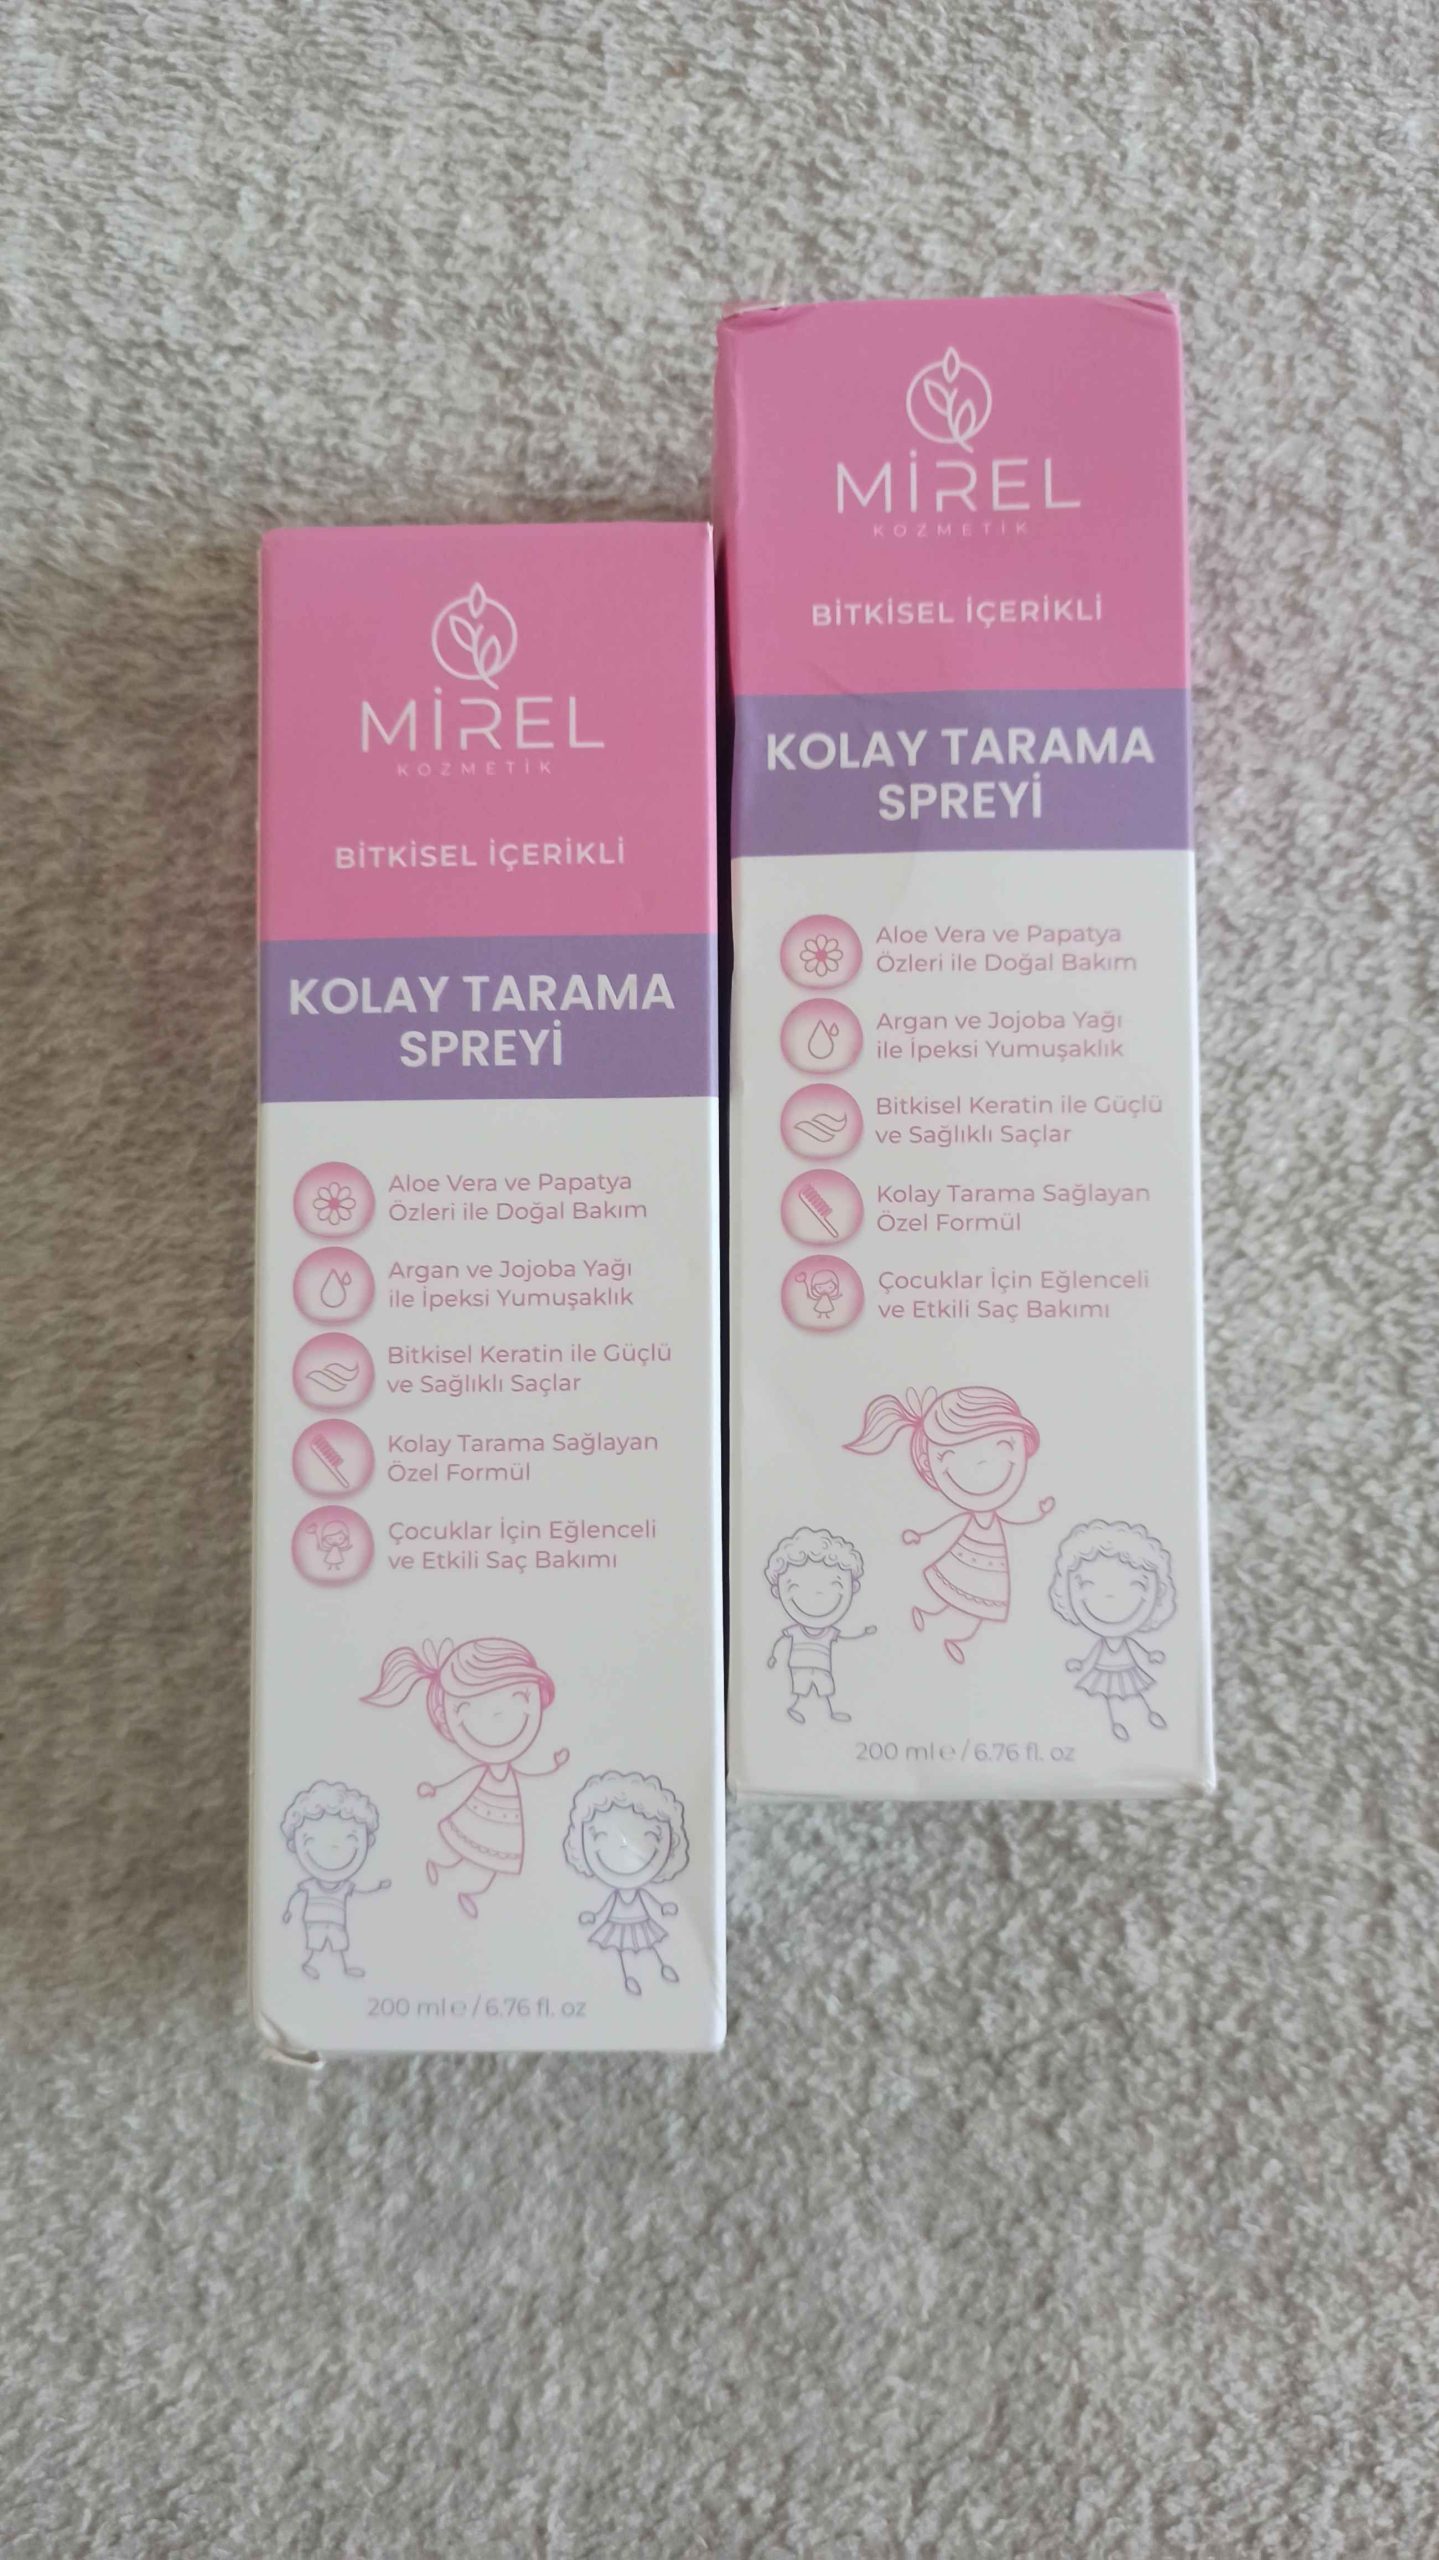 MİREL
KOZMETİK
BİTKİSEL İÇERİKLİ
KOLAY TARAMA
SPREYİ
Aloe Vera ve Papatya
Özleri ile Doğal Bakım
Argan ve Jojoba Yağı
ile İpeksi Yumuşaklık
Bitkisel Keratin ile Güçlü
ve Sağlıklı Saçlar
Kolay Tarama Sağlayan
Özel Formül
Çocuklar İçin Eğlenceli
ve Etkili Saç Bakımı
200 ml ℮ / 6.76 fl. oz
MİREL
KOZMETİK
BİTKİSEL İÇERİKLİ
KOLAY TARAMA
SPREYİ
Aloe Vera ve Papatya
Özleri ile Doğal Bakım
Argan ve Jojoba Yağı
ile İpeksi Yumuşaklık
Bitkisel Keratin ile Güçlü
ve Sağlıklı Saçlar
Kolay Tarama Sağlayan
Özel Formül
Çocuklar İçin Eğlenceli
ve Etkili Saç Bakımı
200 ml ℮ / 6.76 fl. oz